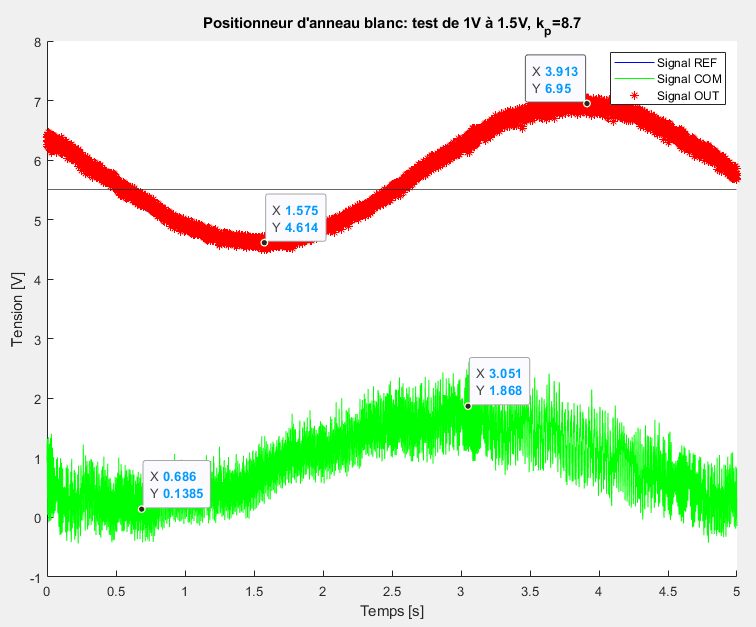 Positionneur d'anneau blanc: test de 1V à 1.5V, kp=8.7
8
7
6
5
4
3
2
1
0
-1
Tension [V]
X 3.913
Y 6.95
Signal REF
Signal COM
Signal OUT
X 1.575
Y 4.614
X 3.051
Y 1.868
X 0.686
Y 0.1385
0
0.5
1
1.5
2
2.5
3
3.5
4
4.5
5
Temps [s]